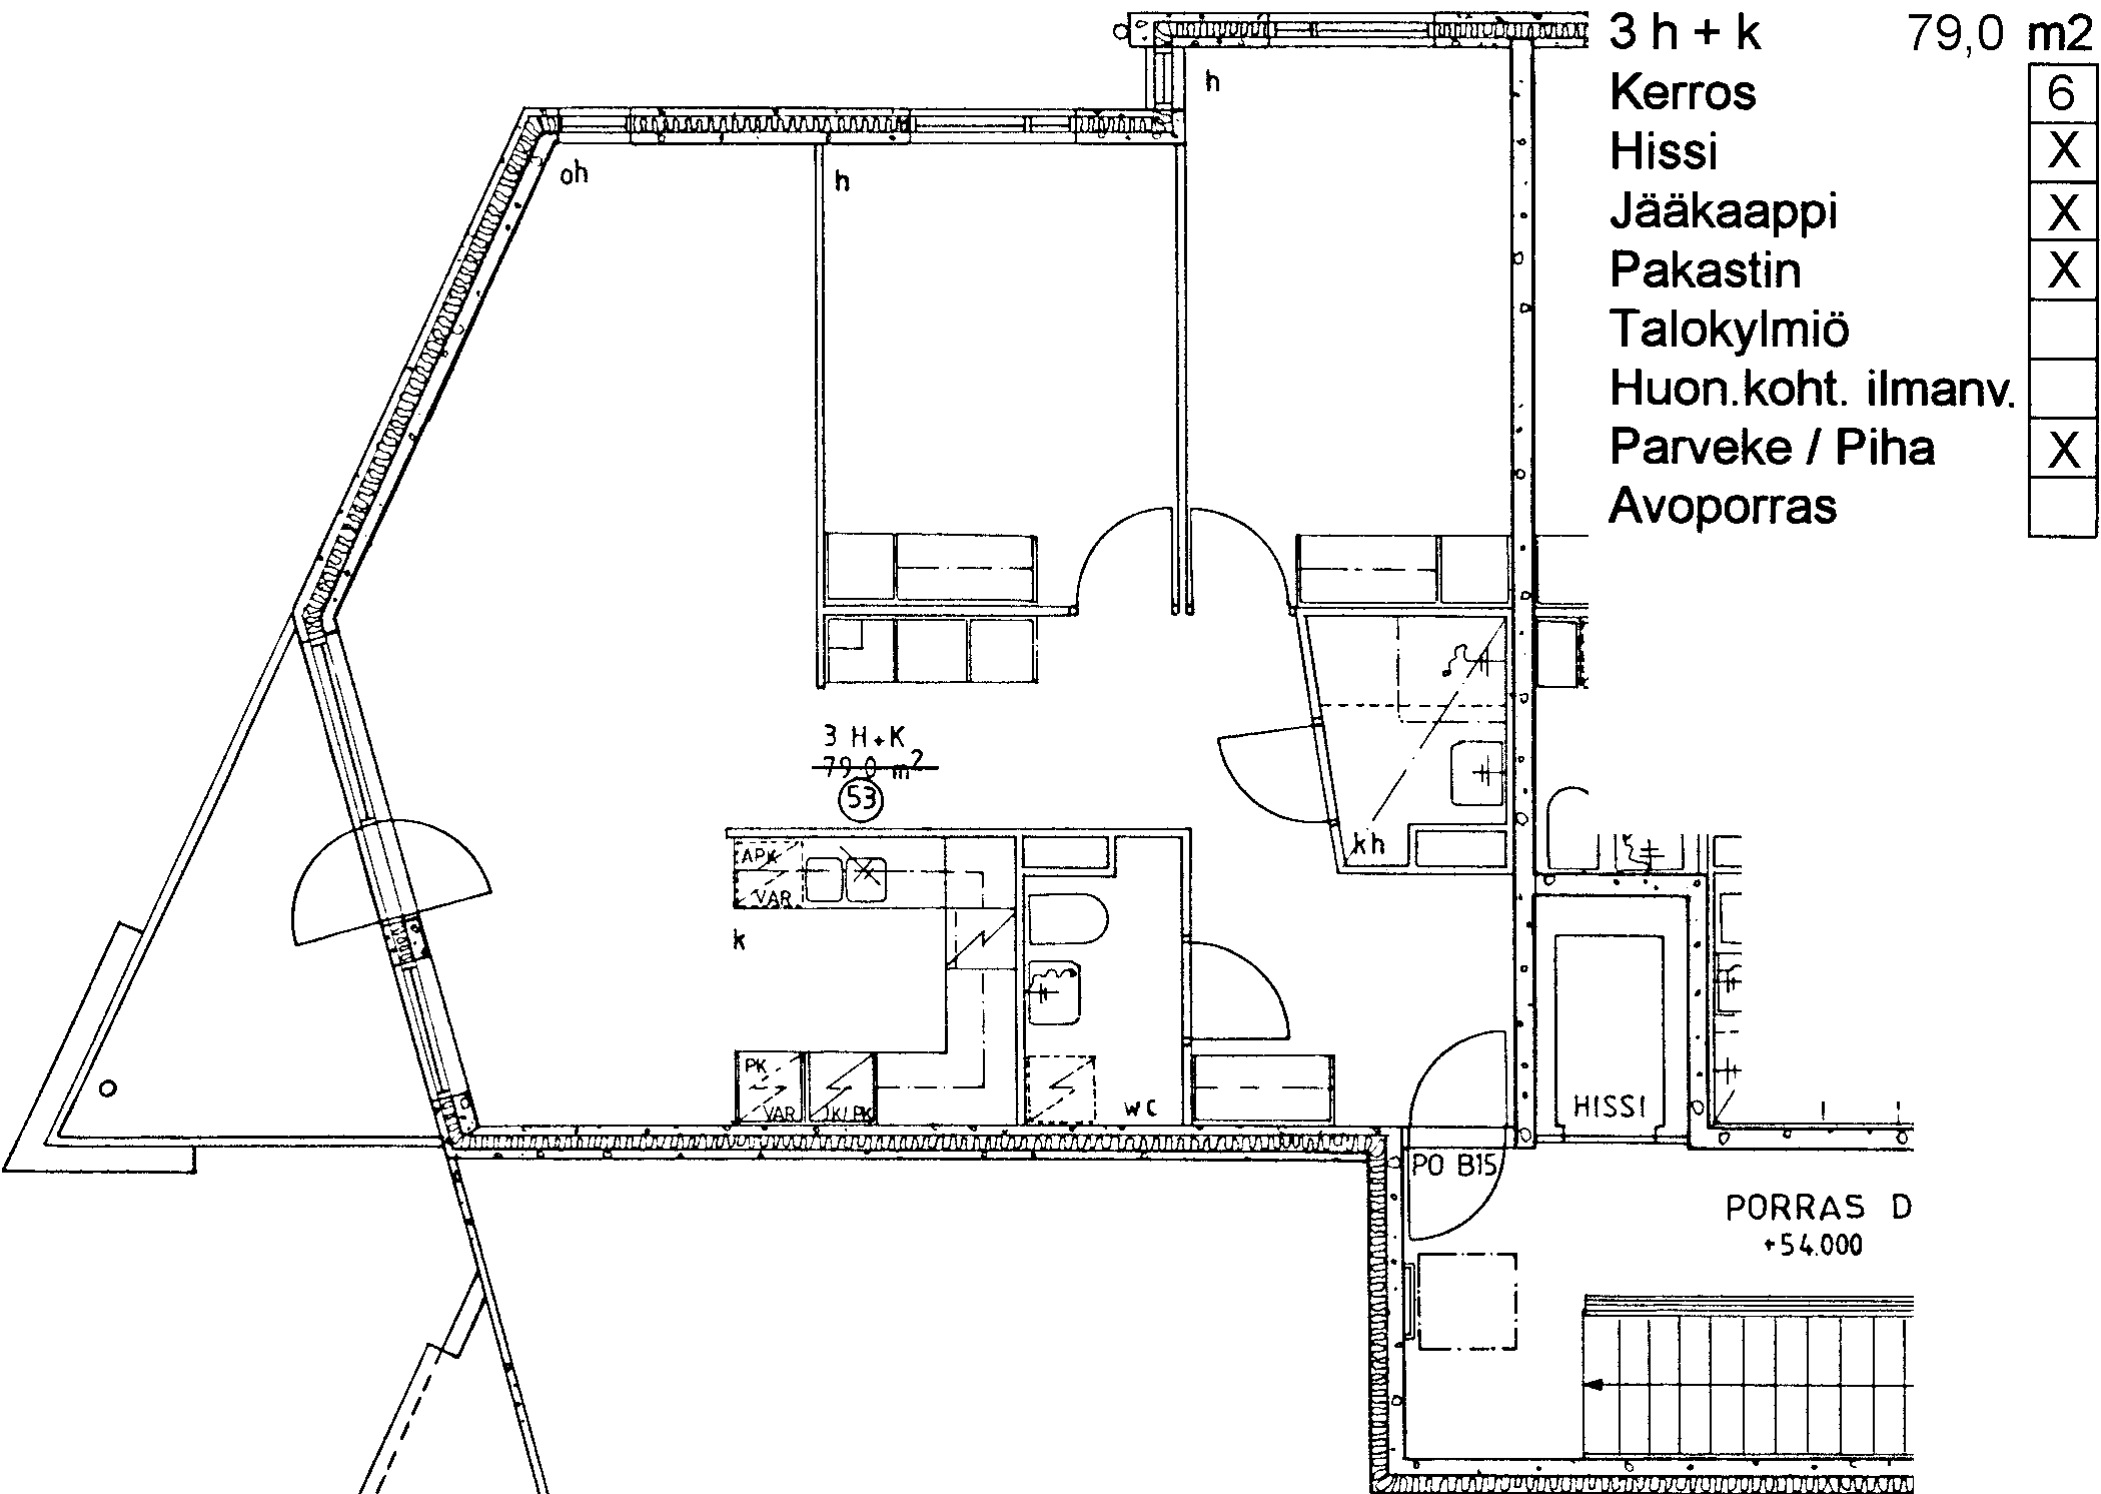 3 h + k 79,0 m2
Kerros 6
Hissi X
Jääkaappi X
Pakastin X
Talokylmiö
Huon.koht. ilmanv.
Parveke / Piha X
Avoporras
h
oh
h
3 H+K
79.0 m2
53
kh
APK
VAR
k
PK
VAR
JK/PK
WC
HISSI
PO B15
PORRAS D
+54.000